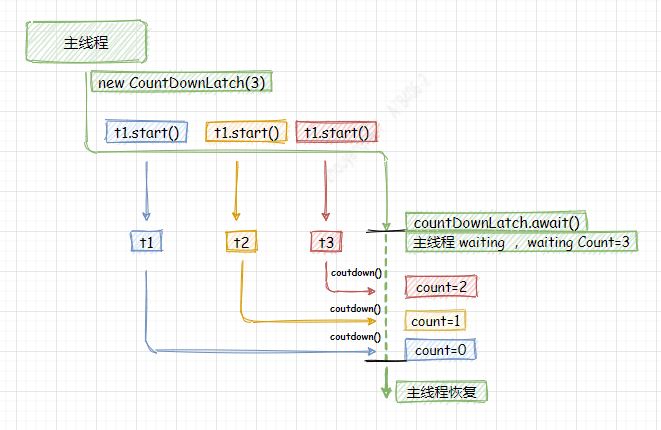 主线程
new CountDownLatch(3)
t1.start()
t1.start()
t1.start()
countDownLatch.await()
主线程 waiting ，waiting Count=3
t1
t2
t3
coutdown()
count=2
coutdown()
count=1
coutdown()
count=0
主线程恢复